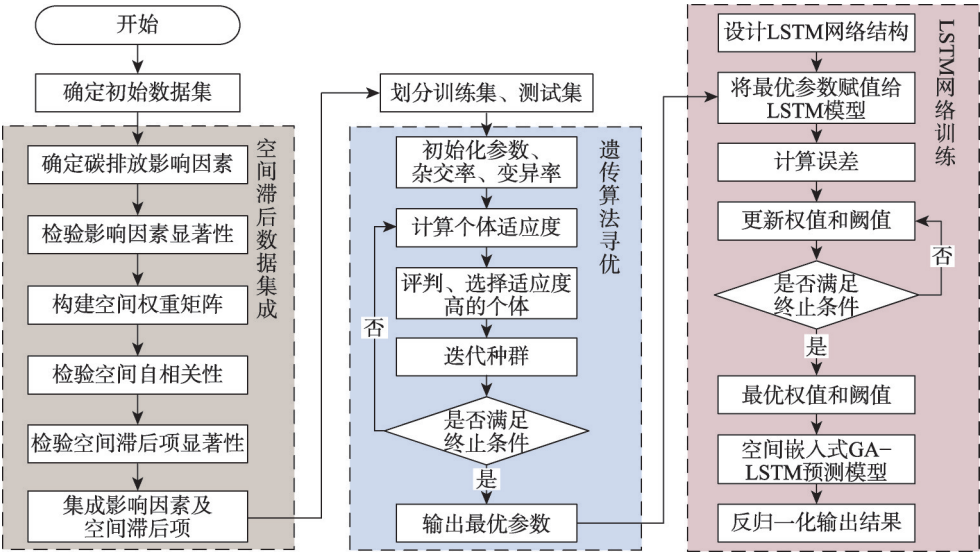 开始
确定初始数据集
空间滞后数据集成
确定碳排放影响因素
检验影响因素显著性
构建空间权重矩阵
检验空间自相关性
检验空间滞后项显著性
集成影响因素及
空间滞后项
划分训练集、测试集
遗传算法寻优
初始化参数、
杂交率、变异率
计算个体适应度
评判、选择适应度
高的个体
否
迭代种群
是否满足
终止条件
是
输出最优参数
LSTM网络训练
设计LSTM网络结构
将最优参数赋值给
LSTM模型
计算误差
更新权值和阈值
否
是否满足
终止条件
是
最优权值和阈值
空间嵌入式GA-
LSTM预测模型
反归一化输出结果